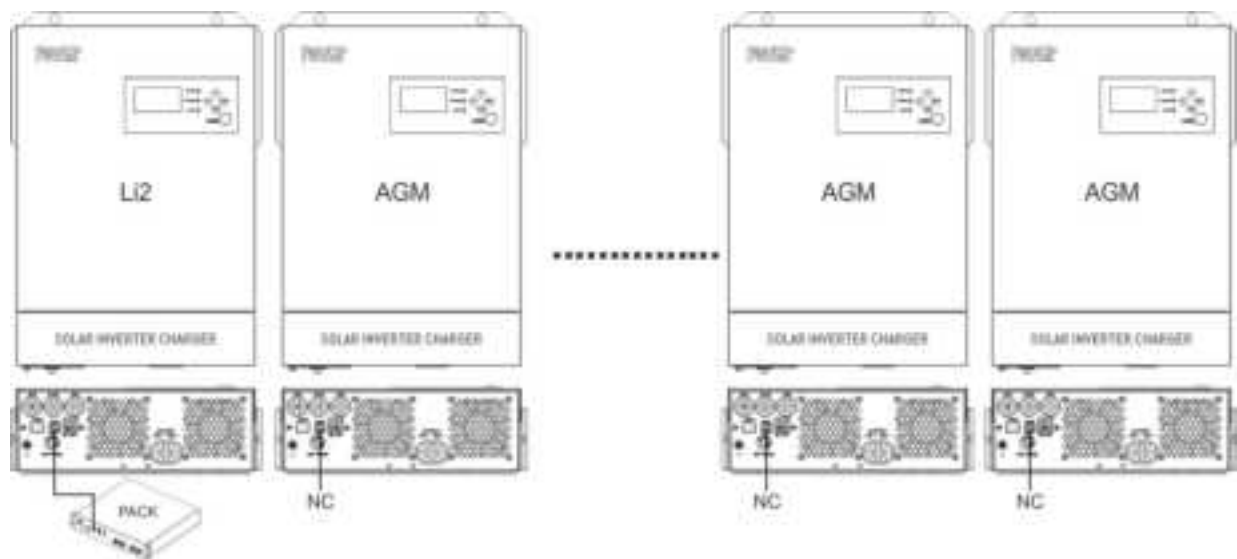 Li2
AGM
AGM
AGM
SOLAR INVERTER CHARGER
SOLAR INVERTER CHARGER
SOLAR INVERTER CHARGER
SOLAR INVERTER CHARGER
NC
NC
NC
PACK